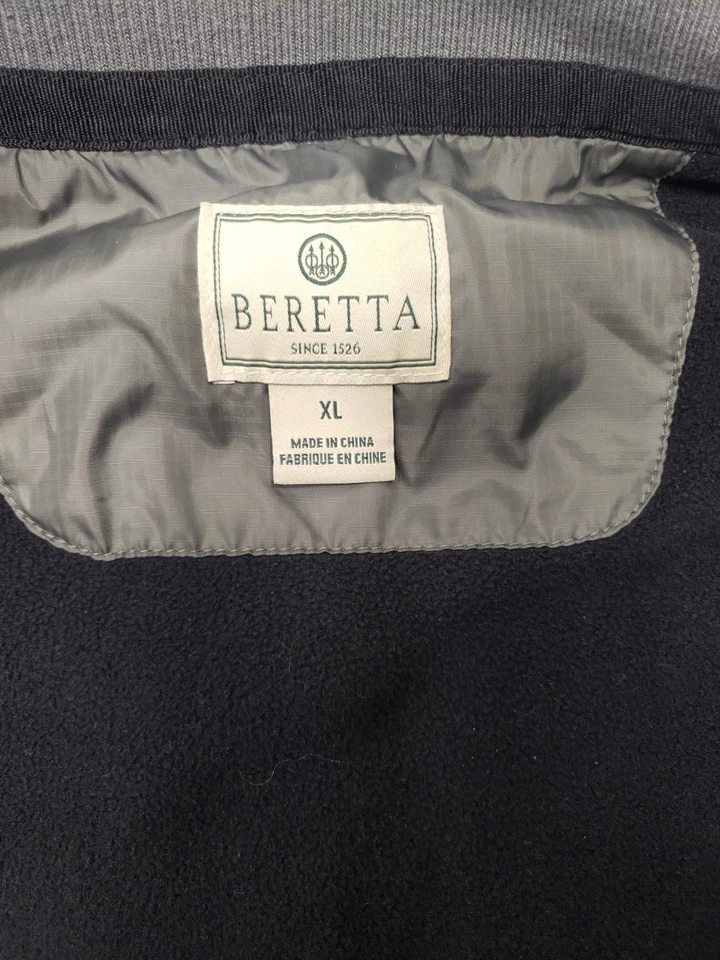 BERETTA
SINCE 1526
XL
MADE IN CHINA
FABRIQUE EN CHINE